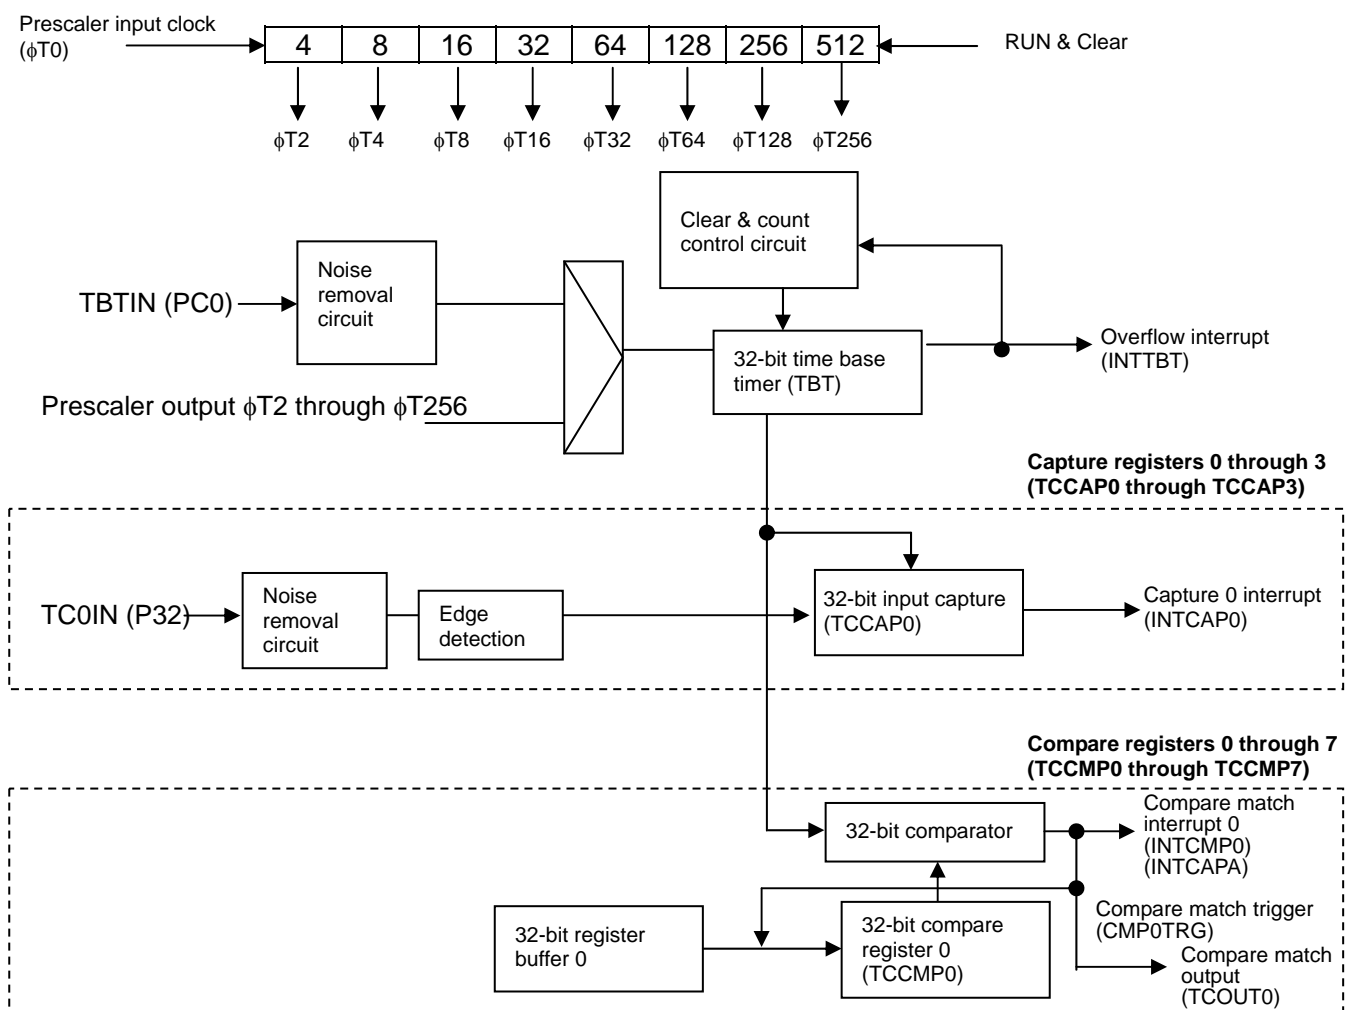 Prescaler input clock
(ϕT0)
4 8 16 32 64 128 256 512
RUN & Clear
ϕT2 ϕT4 ϕT8 ϕT16 ϕT32 ϕT64 ϕT128 ϕT256
Clear & count
control circuit
Noise
removal
circuit
TBTIN (PC0)
32-bit time base
timer (TBT)
Overflow interrupt
(INTTBT)
Prescaler output ϕT2 through ϕT256
Capture registers 0 through 3
(TCCAP0 through TCCAP3)
TC0IN (P32)
Noise
removal
circuit
Edge
detection
32-bit input capture
(TCCAP0)
Capture 0 interrupt
(INTCAP0)
Compare registers 0 through 7
(TCCMP0 through TCCMP7)
32-bit comparator
Compare match
interrupt 0
(INTCMP0)
(INTCAPA)
32-bit register
buffer 0
32-bit compare
register 0
(TCCMP0)
Compare match trigger
(CMP0TRG)
Compare match
output
(TCOUT0)